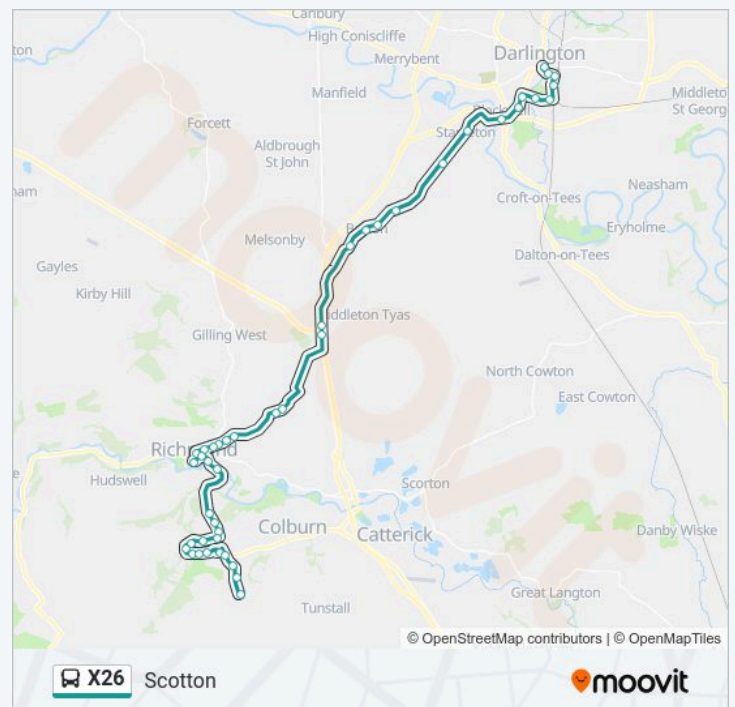 Canbury
High Coniscliffe
Darlington
Merrybent
Manfield
Middleto
St Georg
Forcett
Stapleton
Aldbrough
St John
Neasham
ham
Croft-on-Tees
Eryholme
Melsonby
Dalton-on-Tees
Gayles
Kirby Hill
iddleton Tyas
Gilling West
North Cowton
East Cowton
Richmond
Hudswell
Scorton
Colburn
Catterick
Danby Wiske
Great Langton
Tunstall
© OpenStreetMap contributors | © OpenMapTiles
X26 Scotton
moovit